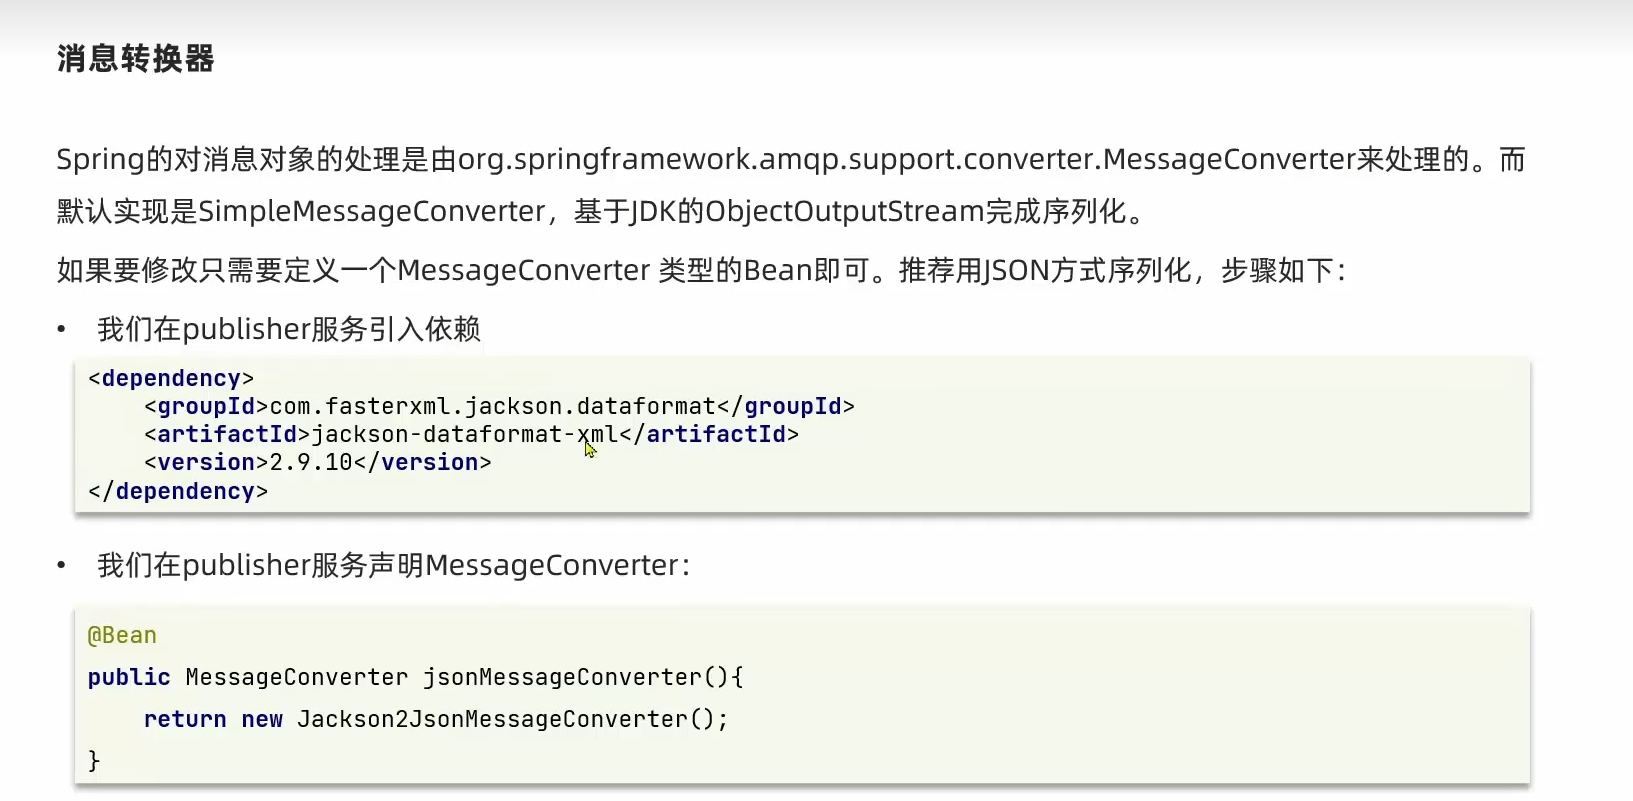 消息转换器
Spring的对消息对象的处理是由org.springframework.amqp.support.converter.MessageConverter来处理的。而
默认实现是SimpleMessageConverter，基于JDK的ObjectOutputStream完成序列化。
如果要修改只需要定义一个MessageConverter 类型的Bean即可。推荐用JSON方式序列化，步骤如下：
• 我们在publisher服务引入依赖
<dependency>
    <groupId>com.fasterxml.jackson.dataformat</groupId>
    <artifactId>jackson-dataformat-xml</artifactId>
    <version>2.9.10</version>
</dependency>
• 我们在publisher服务声明MessageConverter：
@Bean
public MessageConverter jsonMessageConverter(){
    return new Jackson2JsonMessageConverter();
}